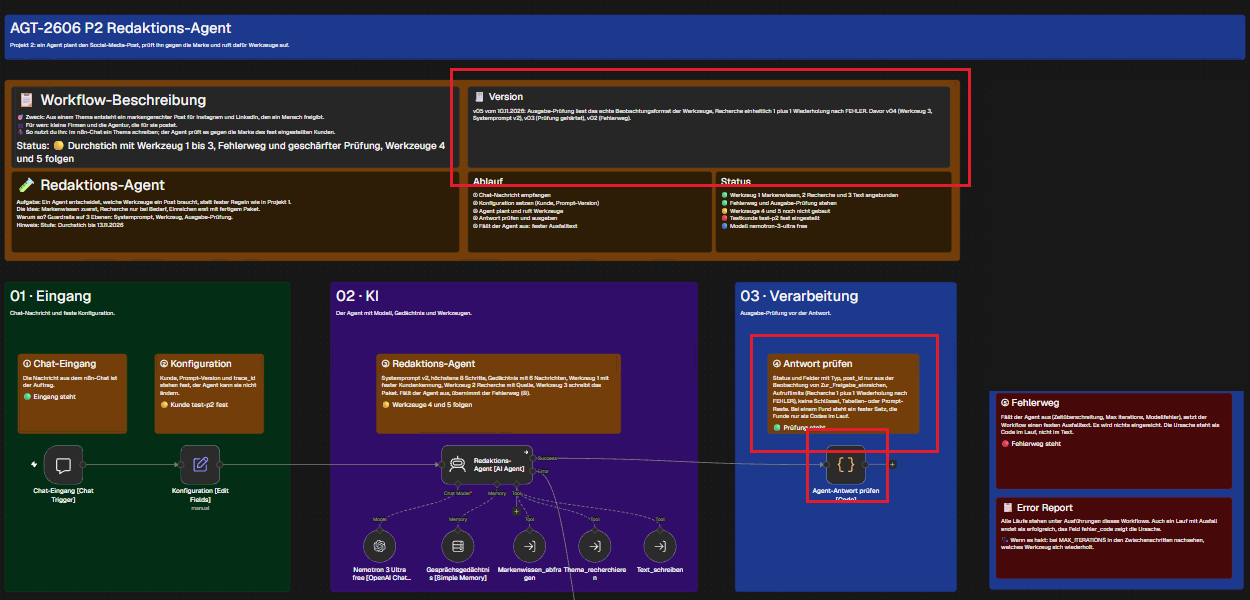 AGT-2606 P2 Redaktions-Agent
Projekt 2: ein Agent plant den Social-Media-Post, prüft ihn gegen die Marke und ruft dafür Werkzeuge auf.
Workflow-Beschreibung
Zweck: Aus einem Thema entsteht ein markengerechter Post für Instagram und LinkedIn, den ein Mensch freigibt.
Für wen: kleine Firmen und die Agentur, die für sie postet.
So nutzt du ihn: Im n8n-Chat ein Thema schreiben; der Agent prüft es gegen die Marke des fest eingestellten Kunden.
Status: Durchstich mit Werkzeug 1 bis 3, Fehlerweg und geschärfter Prüfung, Werkzeuge 4
und 5 folgen
Version
v05 vom 10.11.2026: Ausgabe-Prüfung liest das echte Beobachtungsformat der Werkzeuge, Recherche einheitlich 1 plus 1 Wiederholung nach FEHLER. Davor v04 (Werkzeug 3,
Systemprompt v2), v03 (Prüfung gehärtet), v02 (Fehlerweg).
Redaktions-Agent
Aufgabe: Ein Agent entscheidet, welche Werkzeuge ein Post braucht, statt fester Regeln wie in Projekt 1.
Die Idee: Markenwissen zuerst, Recherche nur bei Bedarf, Einreichen erst mit fertigem Paket.
Warum so? Guardrails auf 3 Ebenen: Systemprompt, Werkzeug, Ausgabe-Prüfung.
Hinweis: Stufe: Durchstich bis 13.11.2026
Ablauf
① Chat-Nachricht empfangen
② Konfiguration setzen (Kunde, Prompt-Version)
③ Agent plant und ruft Werkzeuge
④ Antwort prüfen und ausgeben
⑤ Fällt der Agent aus: fester Ausfalltext
Status
Werkzeug 1 Markenwissen, 2 Recherche und 3 Text angebunden
Fehlerweg und Ausgabe-Prüfung stehen
Werkzeuge 4 und 5 noch nicht gebaut
Testkunde test-p2 fest eingestellt
Modell nemotron-3-ultra free
01 · Eingang
Chat-Nachricht und feste Konfiguration.
① Chat-Eingang
Die Nachricht aus dem n8n-Chat ist
der Auftrag.
Eingang steht
② Konfiguration
Kunde, Prompt-Version und trace_id
stehen fest, der Agent kann sie nicht
ändern.
Kunde test-p2 fest
Chat-Eingang [Chat
Trigger]
Konfiguration [Edit
Fields]
manual
02 · KI
Der Agent mit Modell, Gedächtnis und Werkzeugen.
③ Redaktions-Agent
Systemprompt v2, höchstens 8 Schritte, Gedächtnis mit 6 Nachrichten, Werkzeug 1 mit
fester Kundenkennung, Werkzeug 2 Recherche mit Quelle, Werkzeug 3 schreibt das
Paket. Fällt der Agent aus, übernimmt der Fehlerweg (⑤).
Werkzeuge 4 und 5 folgen
Redaktions-
Agent [AI Agent]
Success
Error
Chat Model*
Memory
Tool
Model
Memory
Tool
Tool
Tool
Nemotron 3 Ultra
free [OpenAI Chat...
Gesprächsgedächtni
s [Simple Memory]
Markenwissen_abfra
gen
Thema_recherchiere
n
Text_schreiben
03 · Verarbeitung
Ausgabe-Prüfung vor der Antwort.
④ Antwort prüfen
Status und Felder mit Typ, post_id nur aus der
Beobachtung von Zur_Freigabe_einreichen,
Aufruflimits (Recherche 1 plus 1 Wiederholung nach
FEHLER), keine Schlüssel, Tabellen- oder Prompt-
Reste. Bei einem Fund steht ein fester Satz, die
Funde nur als Codes im Lauf.
Prüfung steht
Agent-Antwort prüfen
[Code]
⑤ Fehlerweg
Fällt der Agent aus (Zeitüberschreitung, Max Iterations, Modellfehler), setzt der
Workflow einen festen Ausfalltext. Es wird nichts eingereicht. Die Ursache steht als
Code im Lauf, nicht im Text.
Fehlerweg steht
Error Report
Alle Läufe stehen unter Ausführungen dieses Workflows. Auch ein Lauf mit Ausfall
endet als erfolgreich, das Feld fehler_code zeigt die Ursache.
Wenn es hakt: bei MAX_ITERATIONS in den Zwischenschritten nachsehen,
welches Werkzeug sich wiederholt.